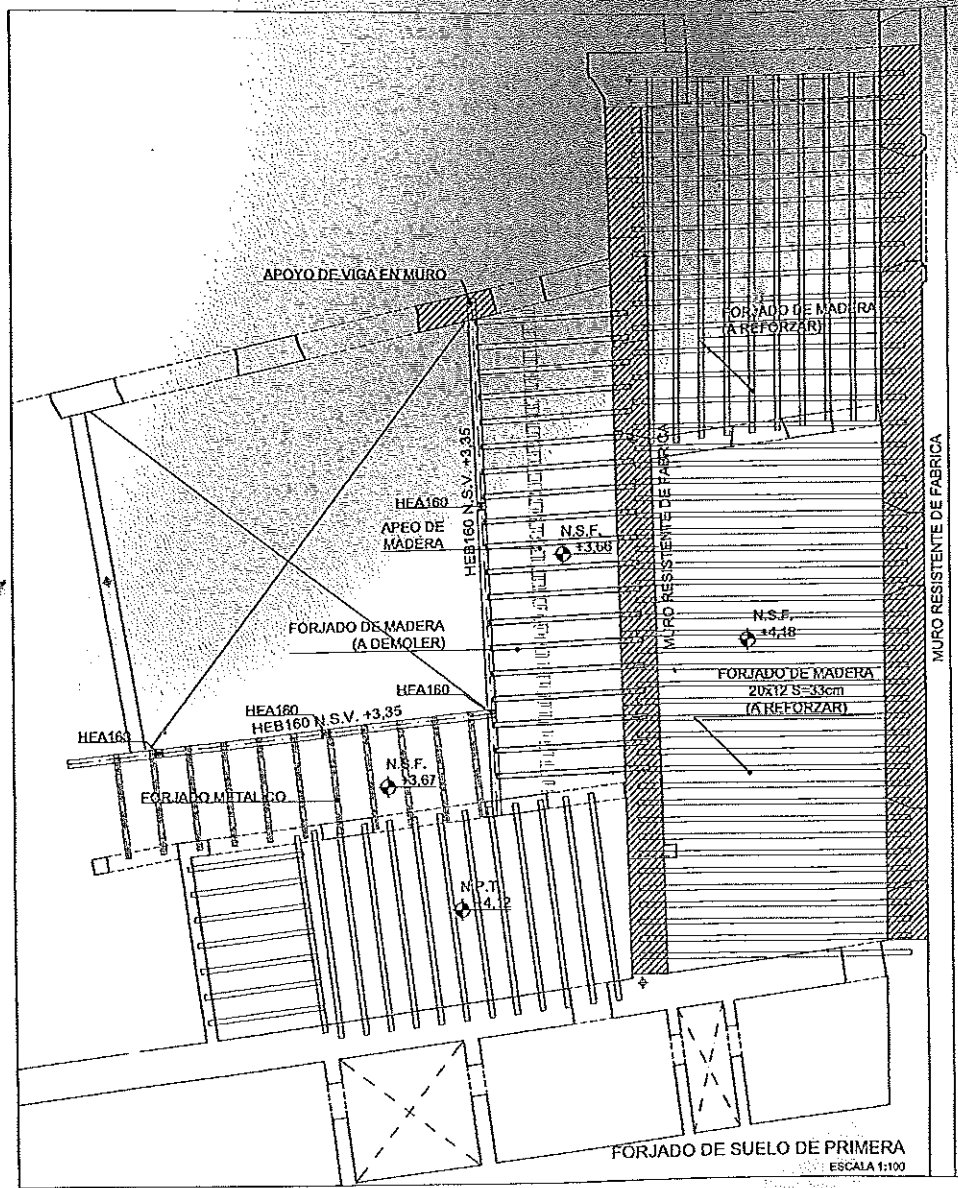 APOYO DE VIGA EN MURO
FORJADO DE MADERA
(A REFORZAR)
HEB160 N.S.V. +3,35
HEA160
APEO DE
MADERA
N.S.F.
+3,66
MURO RESISTENTE DE FABRICA
MURO RESISTENTE DE FABRICA
FORJADO DE MADERA
(A DEMOLER)
N.S.F.
+4,18
FORJADO DE MADERA
20x12 S=33cm
(A REFORZAR)
HEA160
HEA160
HEB160 N.S.V. +3,35
HEA160
N.S.F.
+3,67
FORJADO METALICO
N.P.T.
+4,12
FORJADO DE SUELO DE PRIMERA
ESCALA 1:100